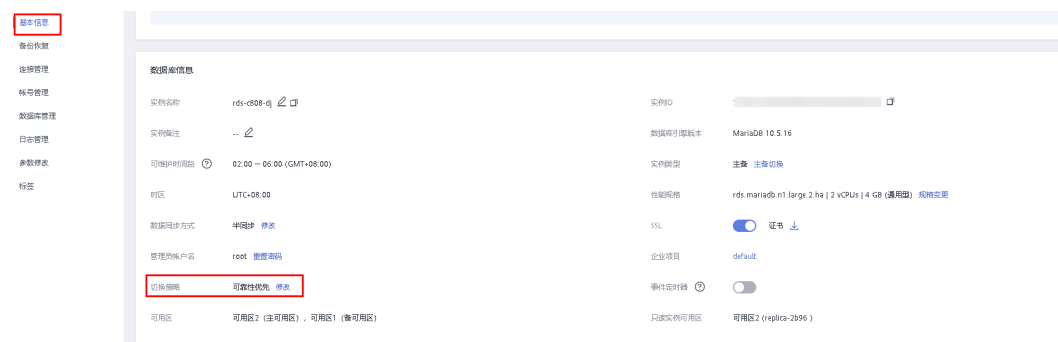 基本信息
备份恢复
连接管理
帐号管理
数据库管理
日志管理
参数修改
标签
数据库信息
实例名称 rds-c808-dj 实例ID
实例备注 -- 数据库引擎版本 MariaDB 10.5.16
可维护时间段 02:00 — 06:00 (GMT+08:00) 实例类型 主备 主备切换
时区 UTC+08:00 性能规格 rds.mariadb.n1.large.2.ha | 2 vCPUs | 4 GB (通用型) 规格变更
数据同步方式 半同步 修改 SSL 证书
管理员帐户名 root 重置密码 企业项目 default
切换策略 可靠性优先 修改 事件定时器
可用区 可用区2 (主可用区) , 可用区1 (备可用区) 只读实例可用区 可用区2 (replica-2b96 )